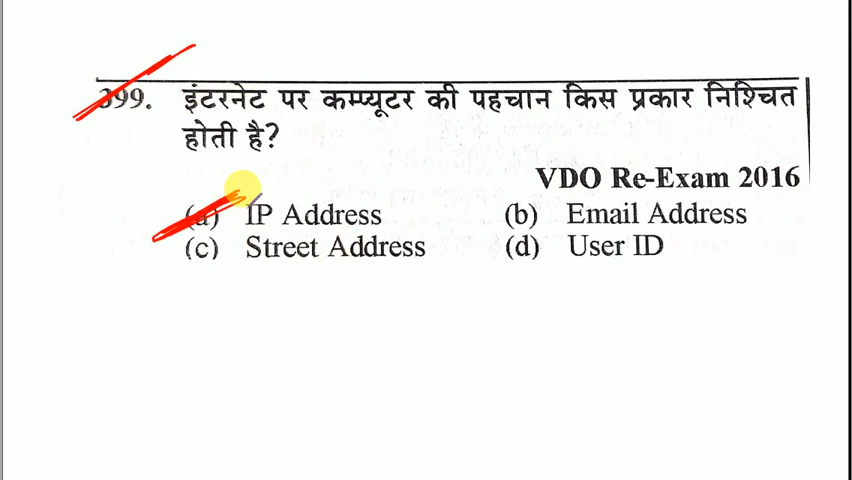 399. इंटरनेट पर कम्प्यूटर की पहचान किस प्रकार निश्चित
होती है?
VDO Re-Exam 2016
(a) IP Address (b) Email Address
(c) Street Address (d) User ID